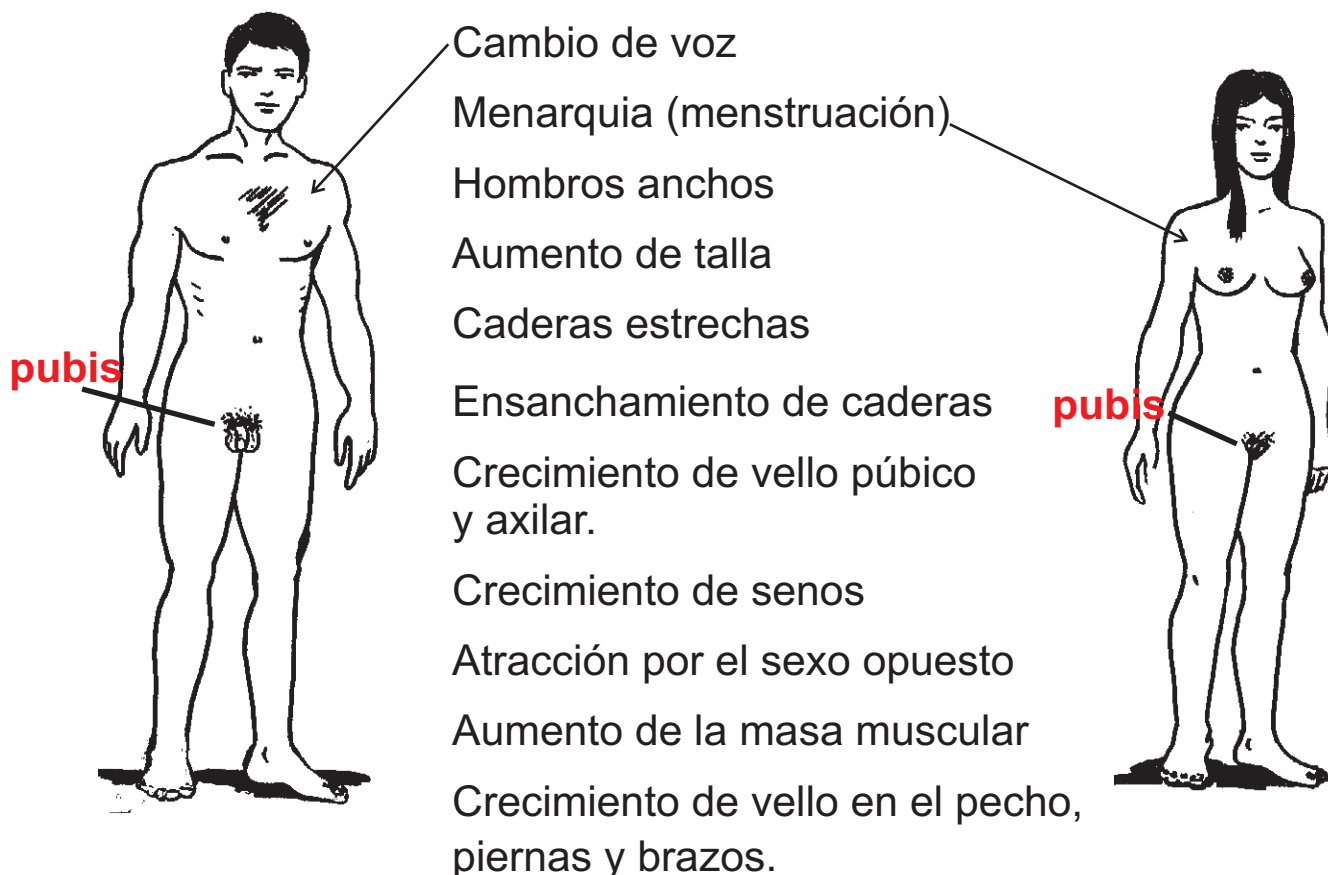 Cambio de voz
Menarquia (menstruación)
Hombros anchos
Aumento de talla
Caderas estrechas
pubis
Ensanchamiento de caderas
pubis
Crecimiento de vello púbico
y axilar.
Crecimiento de senos
Atracción por el sexo opuesto
Aumento de la masa muscular
Crecimiento de vello en el pecho,
piernas y brazos.